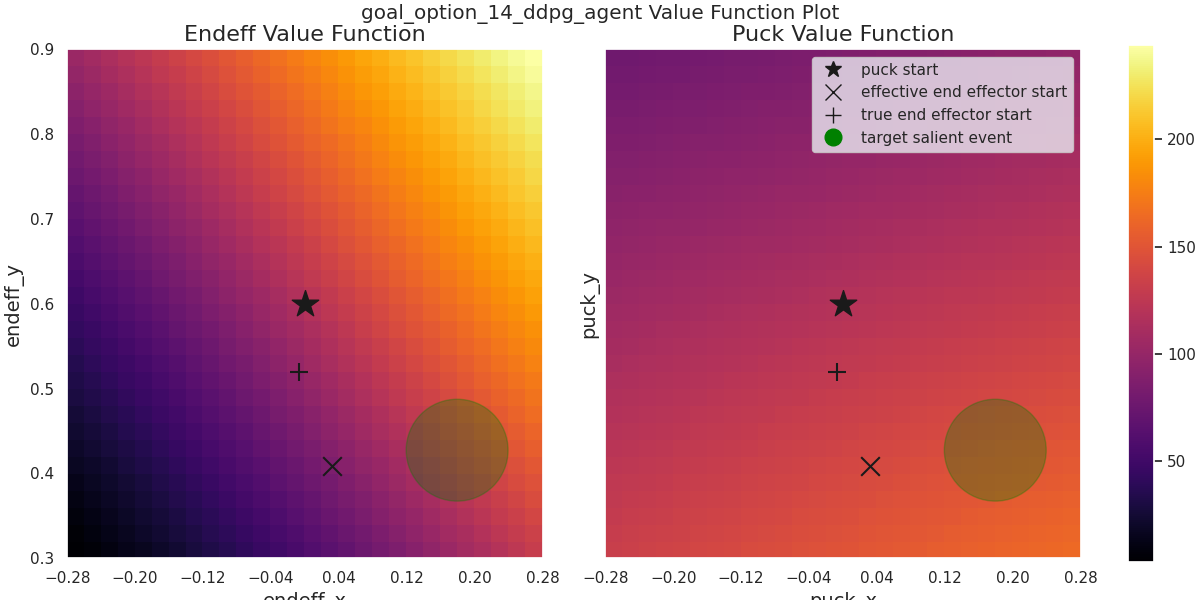 goal_option_14_ddpg_agent Value Function Plot
Endeff Value Function
Puck Value Function
puck start
effective end effector start
true end effector start
target salient event
endeff_y
0.9
0.8
0.7
0.6
0.5
0.4
0.3
−0.28 −0.20 −0.12 −0.04 0.04 0.12 0.20 0.28
endeff_x
puck_y
−0.28 −0.20 −0.12 −0.04 0.04 0.12 0.20 0.28
puck_x
200
150
100
50